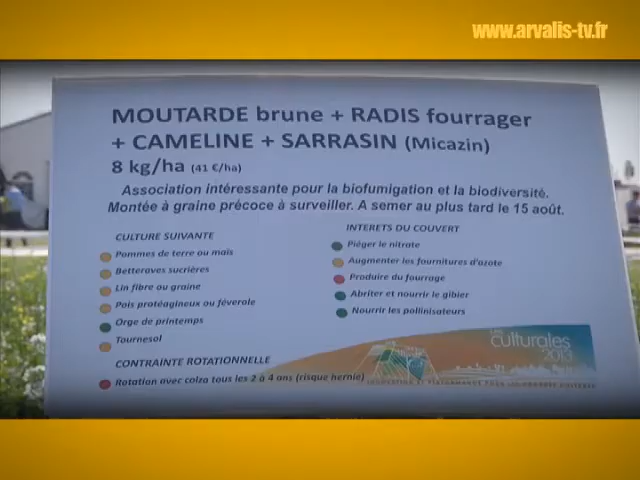 www.arvalis-tv.fr
MOUTARDE brune + RADIS fourrager
+ CAMELINE + SARRASIN (Micazin)
8 kg/ha (41 €/ha)
Association intéressante pour la biofumigation et la biodiversité.
Montée à graine précoce à surveiller. A semer au plus tard le 15 août.
CULTURE SUIVANTE
Pommes de terre ou maïs
Betteraves sucrières
Lin fibre ou graine
Pois protéagineux ou féverole
Orge de printemps
Tournesol
CONTRAINTE ROTATIONNELLE
Rotation avec colza tous les 2 à 4 ans (risque hernie)
INTERETS DU COUVERT
Piéger le nitrate
Augmenter les fournitures d'azote
Produire du fourrage
Abriter et nourrir le gibier
Nourrir les pollinisateurs
LES
culturales
2013